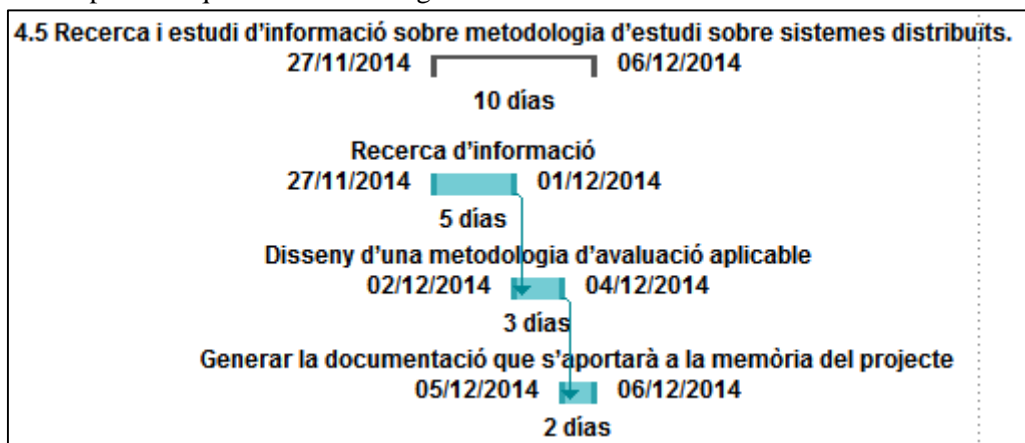 4.5 Recerca i estudi d'informació sobre metodologia d'estudi sobre sistemes distribuïts.
27/11/2014 06/12/2014
10 días
Recerca d'informació
27/11/2014 01/12/2014
5 días
Disseny d'una metodologia d'avaluació aplicable
02/12/2014 04/12/2014
3 días
Generar la documentació que s'aportarà a la memòria del projecte
05/12/2014 06/12/2014
2 días